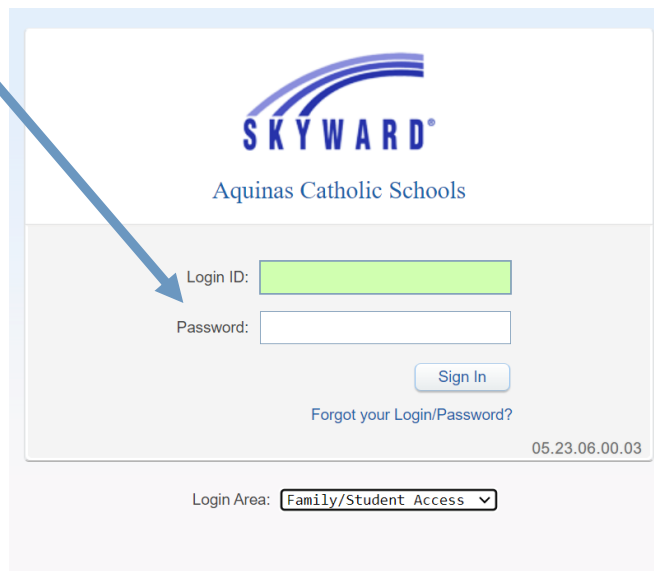 SKYWARD®
Aquinas Catholic Schools
Login ID:
Password:
Sign In
Forgot your Login/Password?
05.23.06.00.03
Login Area: Family/Student Access